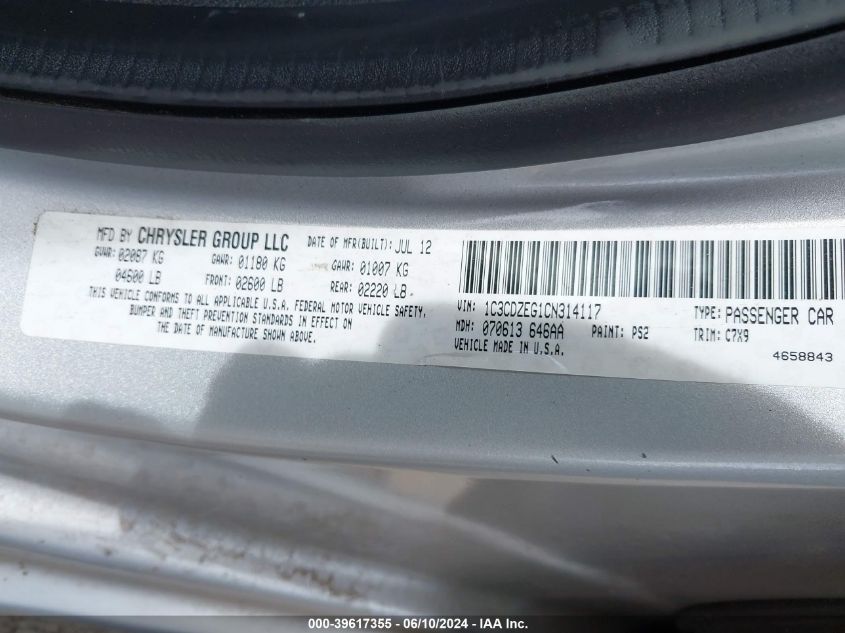 MFD BY CHRYSLER GROUP LLC DATE OF MFR(BUILT): JUL 12
GVWR: 02087 KG GAWR: 01180 KG GAWR: 01007 KG
04600 LB FRONT: 02600 LB REAR: 02220 LB
THIS VEHICLE CONFORMS TO ALL APPLICABLE U.S.A. FEDERAL MOTOR VEHICLE SAFETY,
BUMPER AND THEFT PREVENTION STANDARDS IN EFFECT ON
THE DATE OF MANUFACTURE SHOWN ABOVE.
VIN: 1C3CDZEG1CN314117 TYPE: PASSENGER CAR
MDH: 070613 646AA PAINT: PS2 TRIM: C7X9
VEHICLE MADE IN U.S.A.
4658843
000-39617355 - 06/10/2024 - IAA Inc.